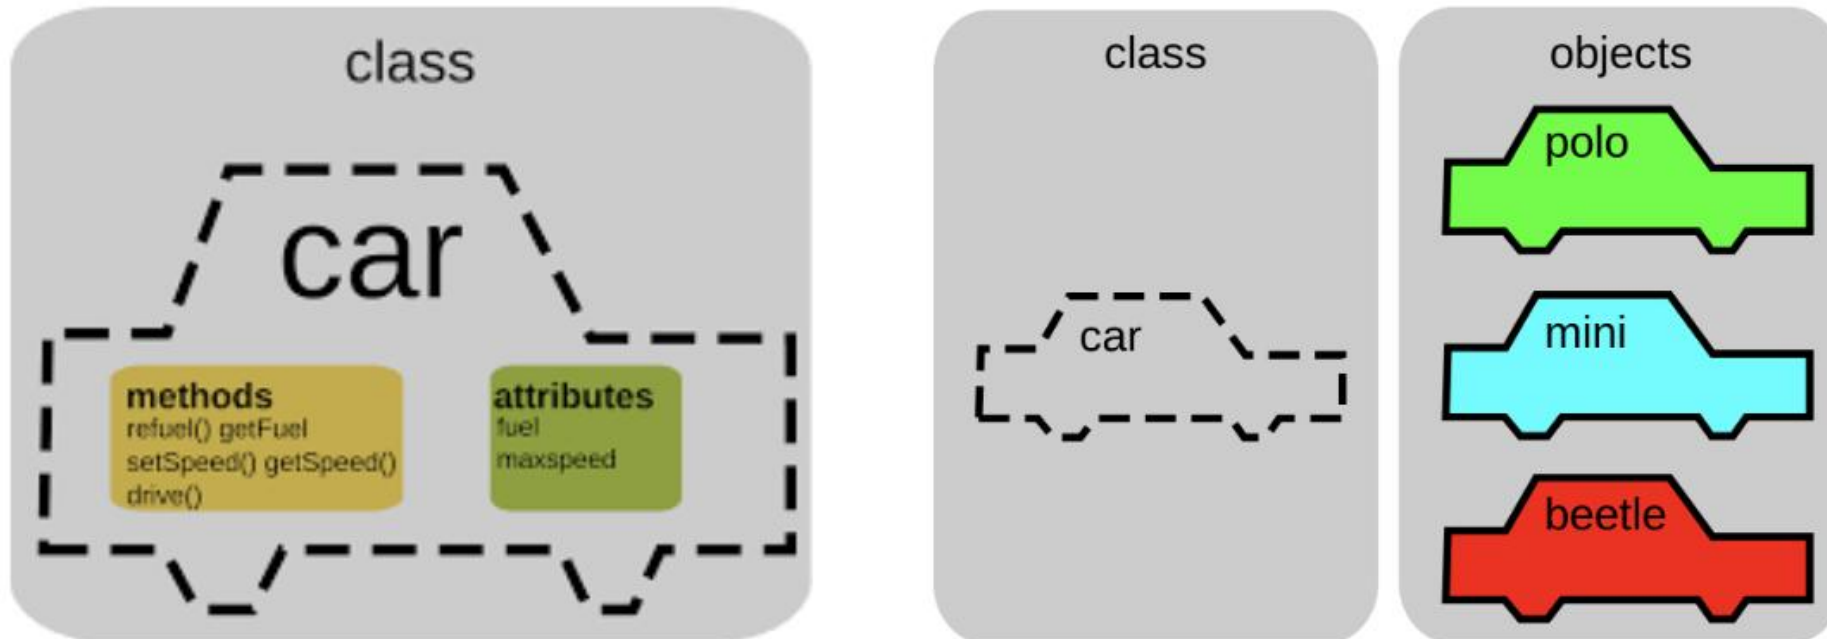 class
car
methods
refuel() getFuel
setSpeed() getSpeed()
drive()
attributes
fuel
maxspeed
class
car
objects
polo
mini
beetle